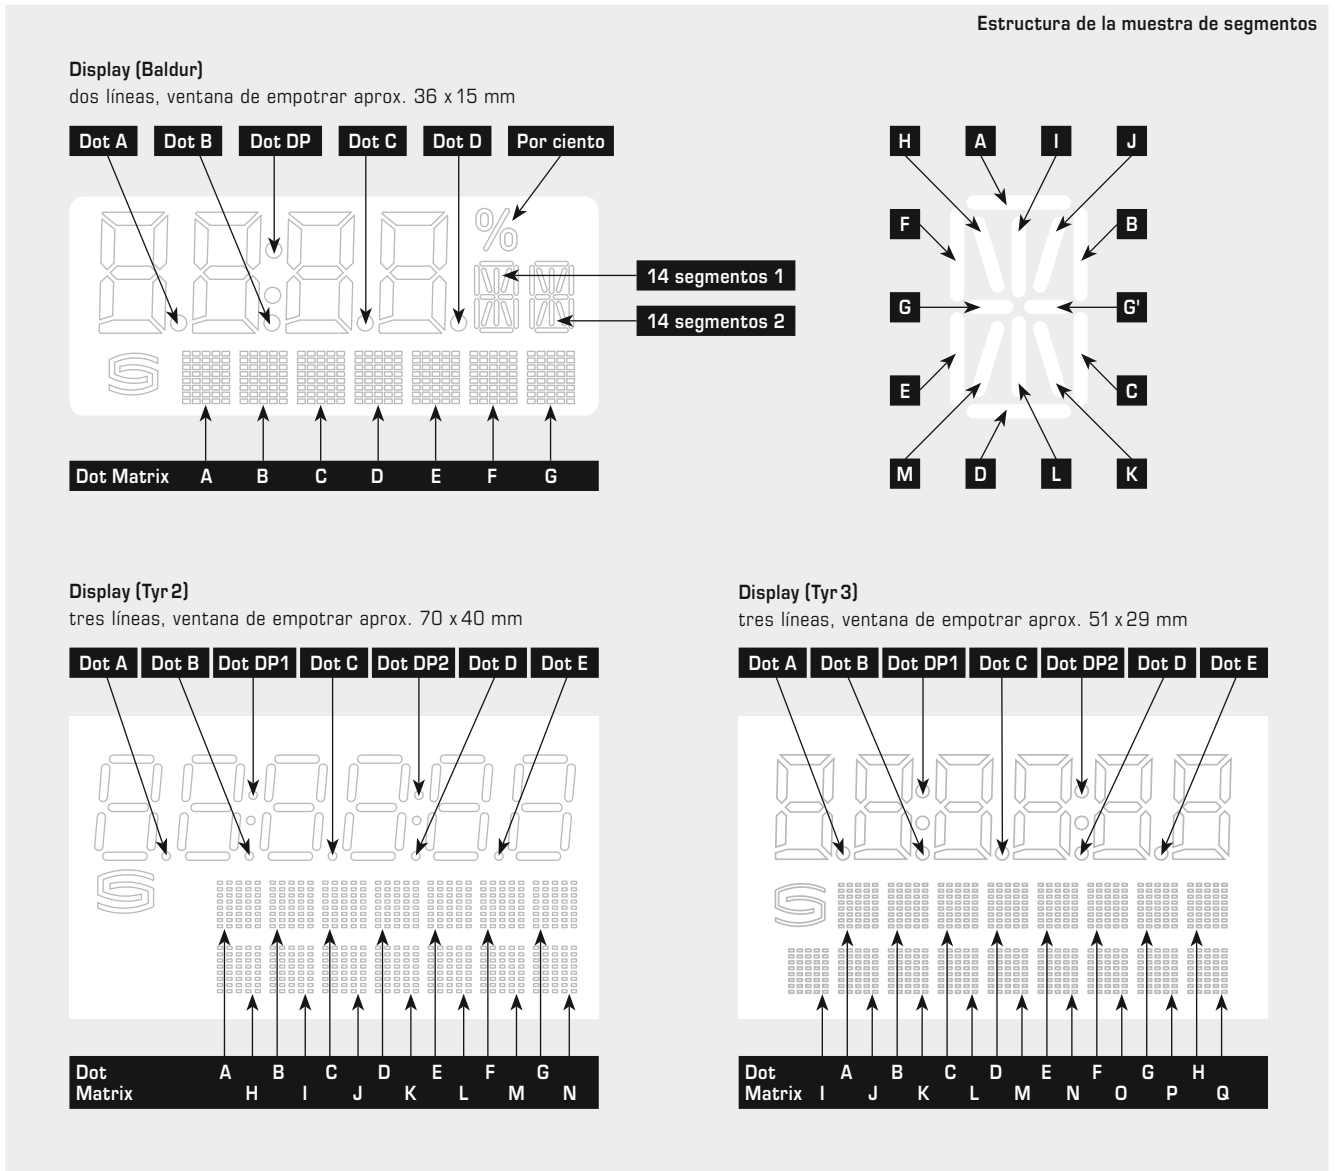 Estructura de la muestra de segmentos
Display (Baldur)
dos líneas, ventana de empotrar aprox. 36 x 15 mm
Dot A Dot B Dot DP Dot C Dot D Por ciento
%
14 segmentos 1
14 segmentos 2
Dot Matrix A B C D E F G
H A I J
F B
G G'
E C
M D L K
Display (Tyr 2)
tres líneas, ventana de empotrar aprox. 70 x 40 mm
Dot A Dot B Dot DP1 Dot C Dot DP2 Dot D Dot E
Dot A B C D E F G
Matrix H I J K L M N
Display (Tyr 3)
tres líneas, ventana de empotrar aprox. 51 x 29 mm
Dot A Dot B Dot DP1 Dot C Dot DP2 Dot D Dot E
Dot A B C D E F G H
Matrix I J K L M N O P Q